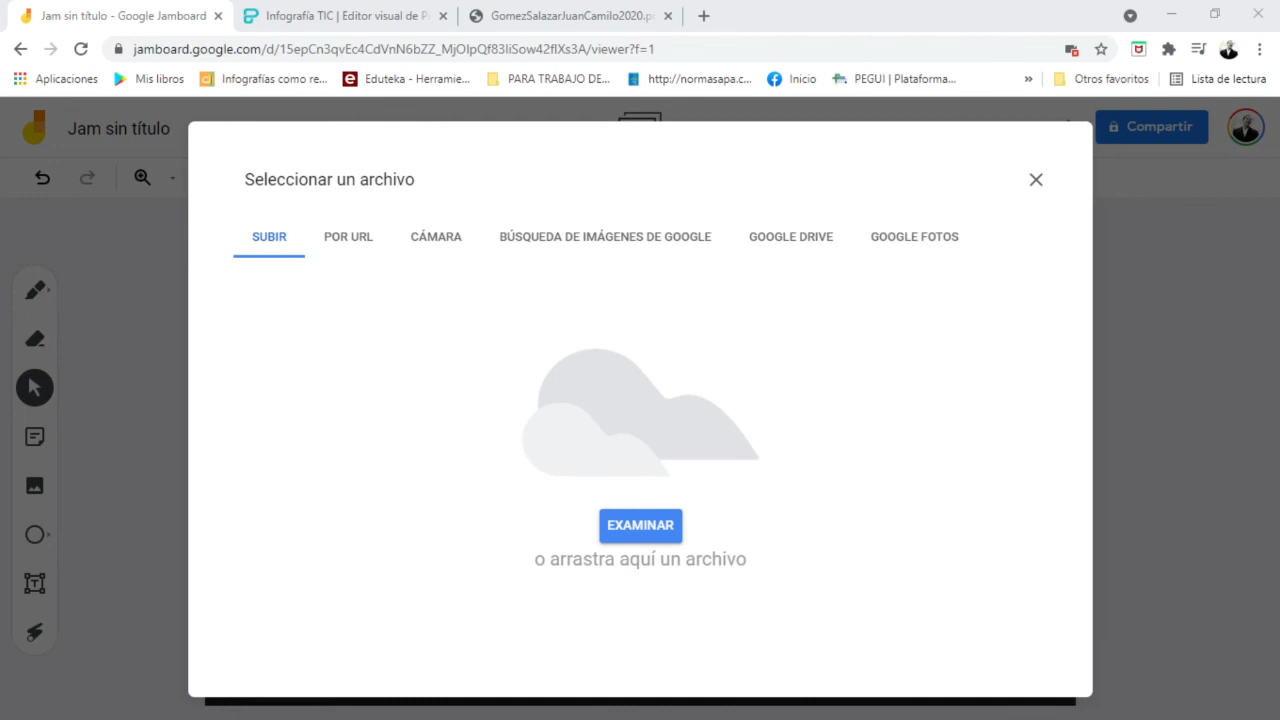 Jam sin título - Google Jamboard
Infografía TIC | Editor visual de Pi
GomezSalazarJuanCamilo2020.pd
jamboard.google.com/d/15epCn3qvEc4CdVnN6bZZ_MjOIpQf83IiSow42fIXs3A/viewer?f=1
Aplicaciones
Mis libros
Infografías como re...
Eduteka - Herramie...
PARA TRABAJO DE...
http://normasapa.c...
Inicio
PEGUI | Plataforma...
»
Otros favoritos
Lista de lectura
Jam sin título
Compartir
Seleccionar un archivo
SUBIR
POR URL
CÁMARA
BÚSQUEDA DE IMÁGENES DE GOOGLE
GOOGLE DRIVE
GOOGLE FOTOS
EXAMINAR
o arrastra aquí un archivo